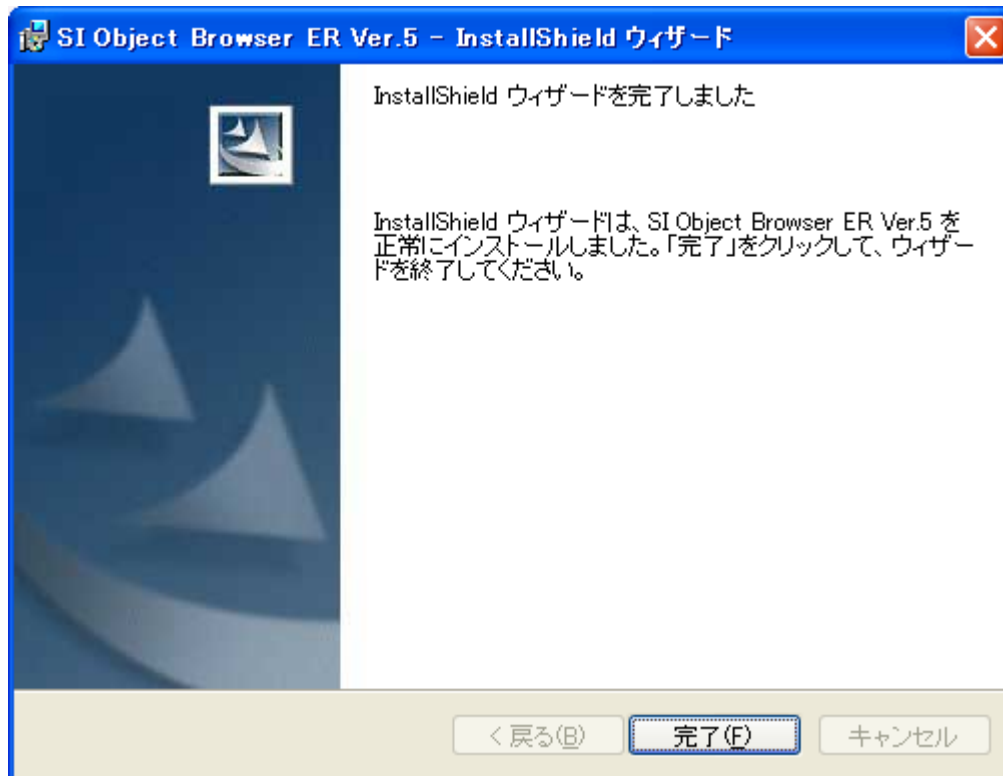 SI Object Browser ER Ver.5 - InstallShield ウィザード
InstallShield ウィザードを完了しました
InstallShield ウィザードは、SI Object Browser ER Ver.5 を
正常にインストールしました。「完了」をクリックして、ウィザー
ドを終了してください。
< 戻る(B) 完了(F) キャンセル